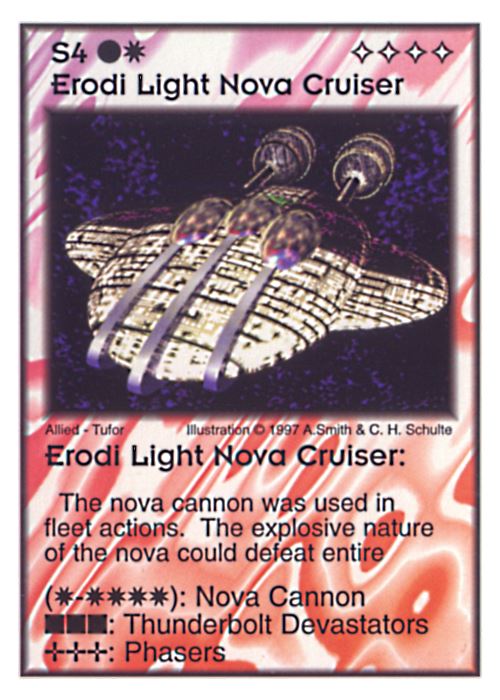 S4 ●✷ ✧✧✧✧
Erodi Light Nova Cruiser
Allied - Tufor Illustration © 1997 A.Smith & C. H. Schulte
Erodi Light Nova Cruiser:
The nova cannon was used in
fleet actions. The explosive nature
of the nova could defeat entire
(✷-✷✷✷✷): Nova Cannon
■■■: Thunderbolt Devastators
✢✢✢: Phasers